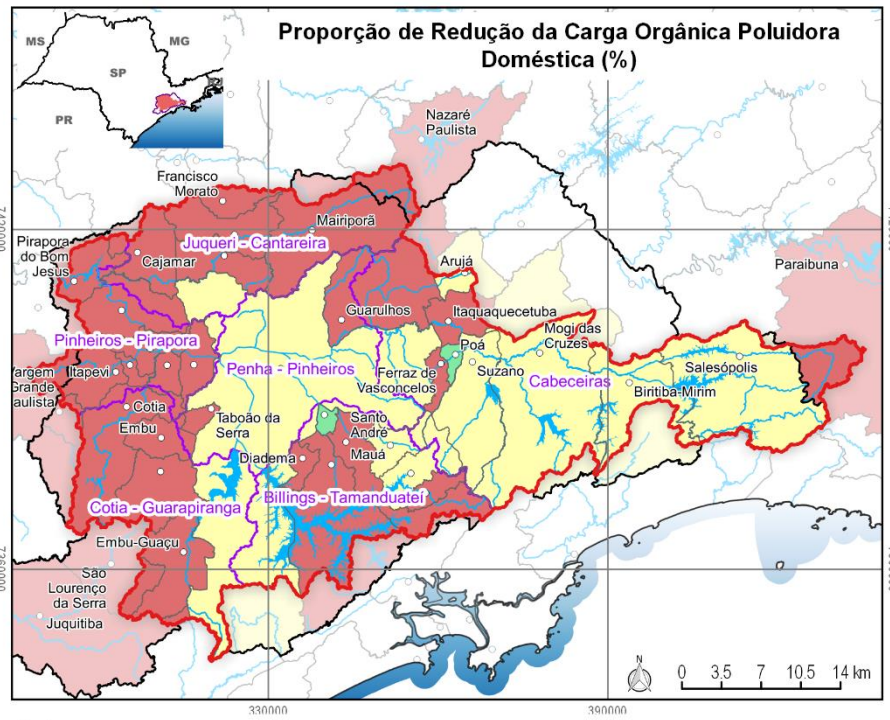 Proporção de Redução da Carga Orgânica Poluidora
Doméstica (%)
MS
MG
SP
PR
Nazaré
Paulista
Francisco
Morato
Mairiporã
Juqueri - Cantareira
Pirapora
do Bom
Jesus
Cajamar
Arujá
Paraibuna
Guarulhos
Itaquaquecetuba
Pinheiros - Pirapora
Mogi das
Cruzes
Poá
Penha - Pinheiros
Ferraz de
Vasconcelos
Suzano
Salesópolis
Itapevi
Cabeceiras
Biritiba-Mirim
Vargem
Grande
Paulista
Cotia
Embu
Taboão da
Serra
Santo
André
Diadema
Mauá
Cotia - Guarapiranga
Billings - Tamanduateí
Embu-Guaçu
São
Lourenço
da Serra
Juquitiba
N
0 3.5 7 10.5 14 km
330000
390000